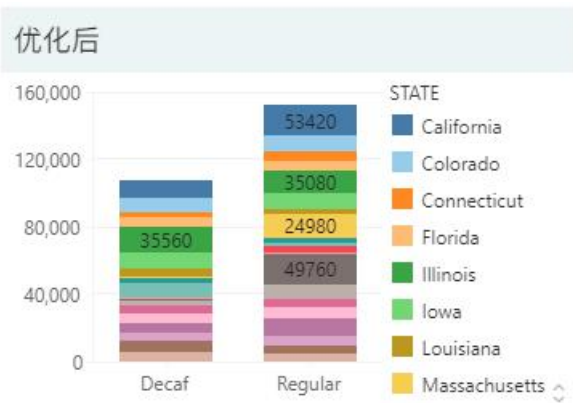 优化后
160,000
120,000
80,000
40,000
0
53420
35080
24980
49760
35560
Decaf
Regular
STATE
California
Colorado
Connecticut
Florida
Illinois
Iowa
Louisiana
Massachusetts